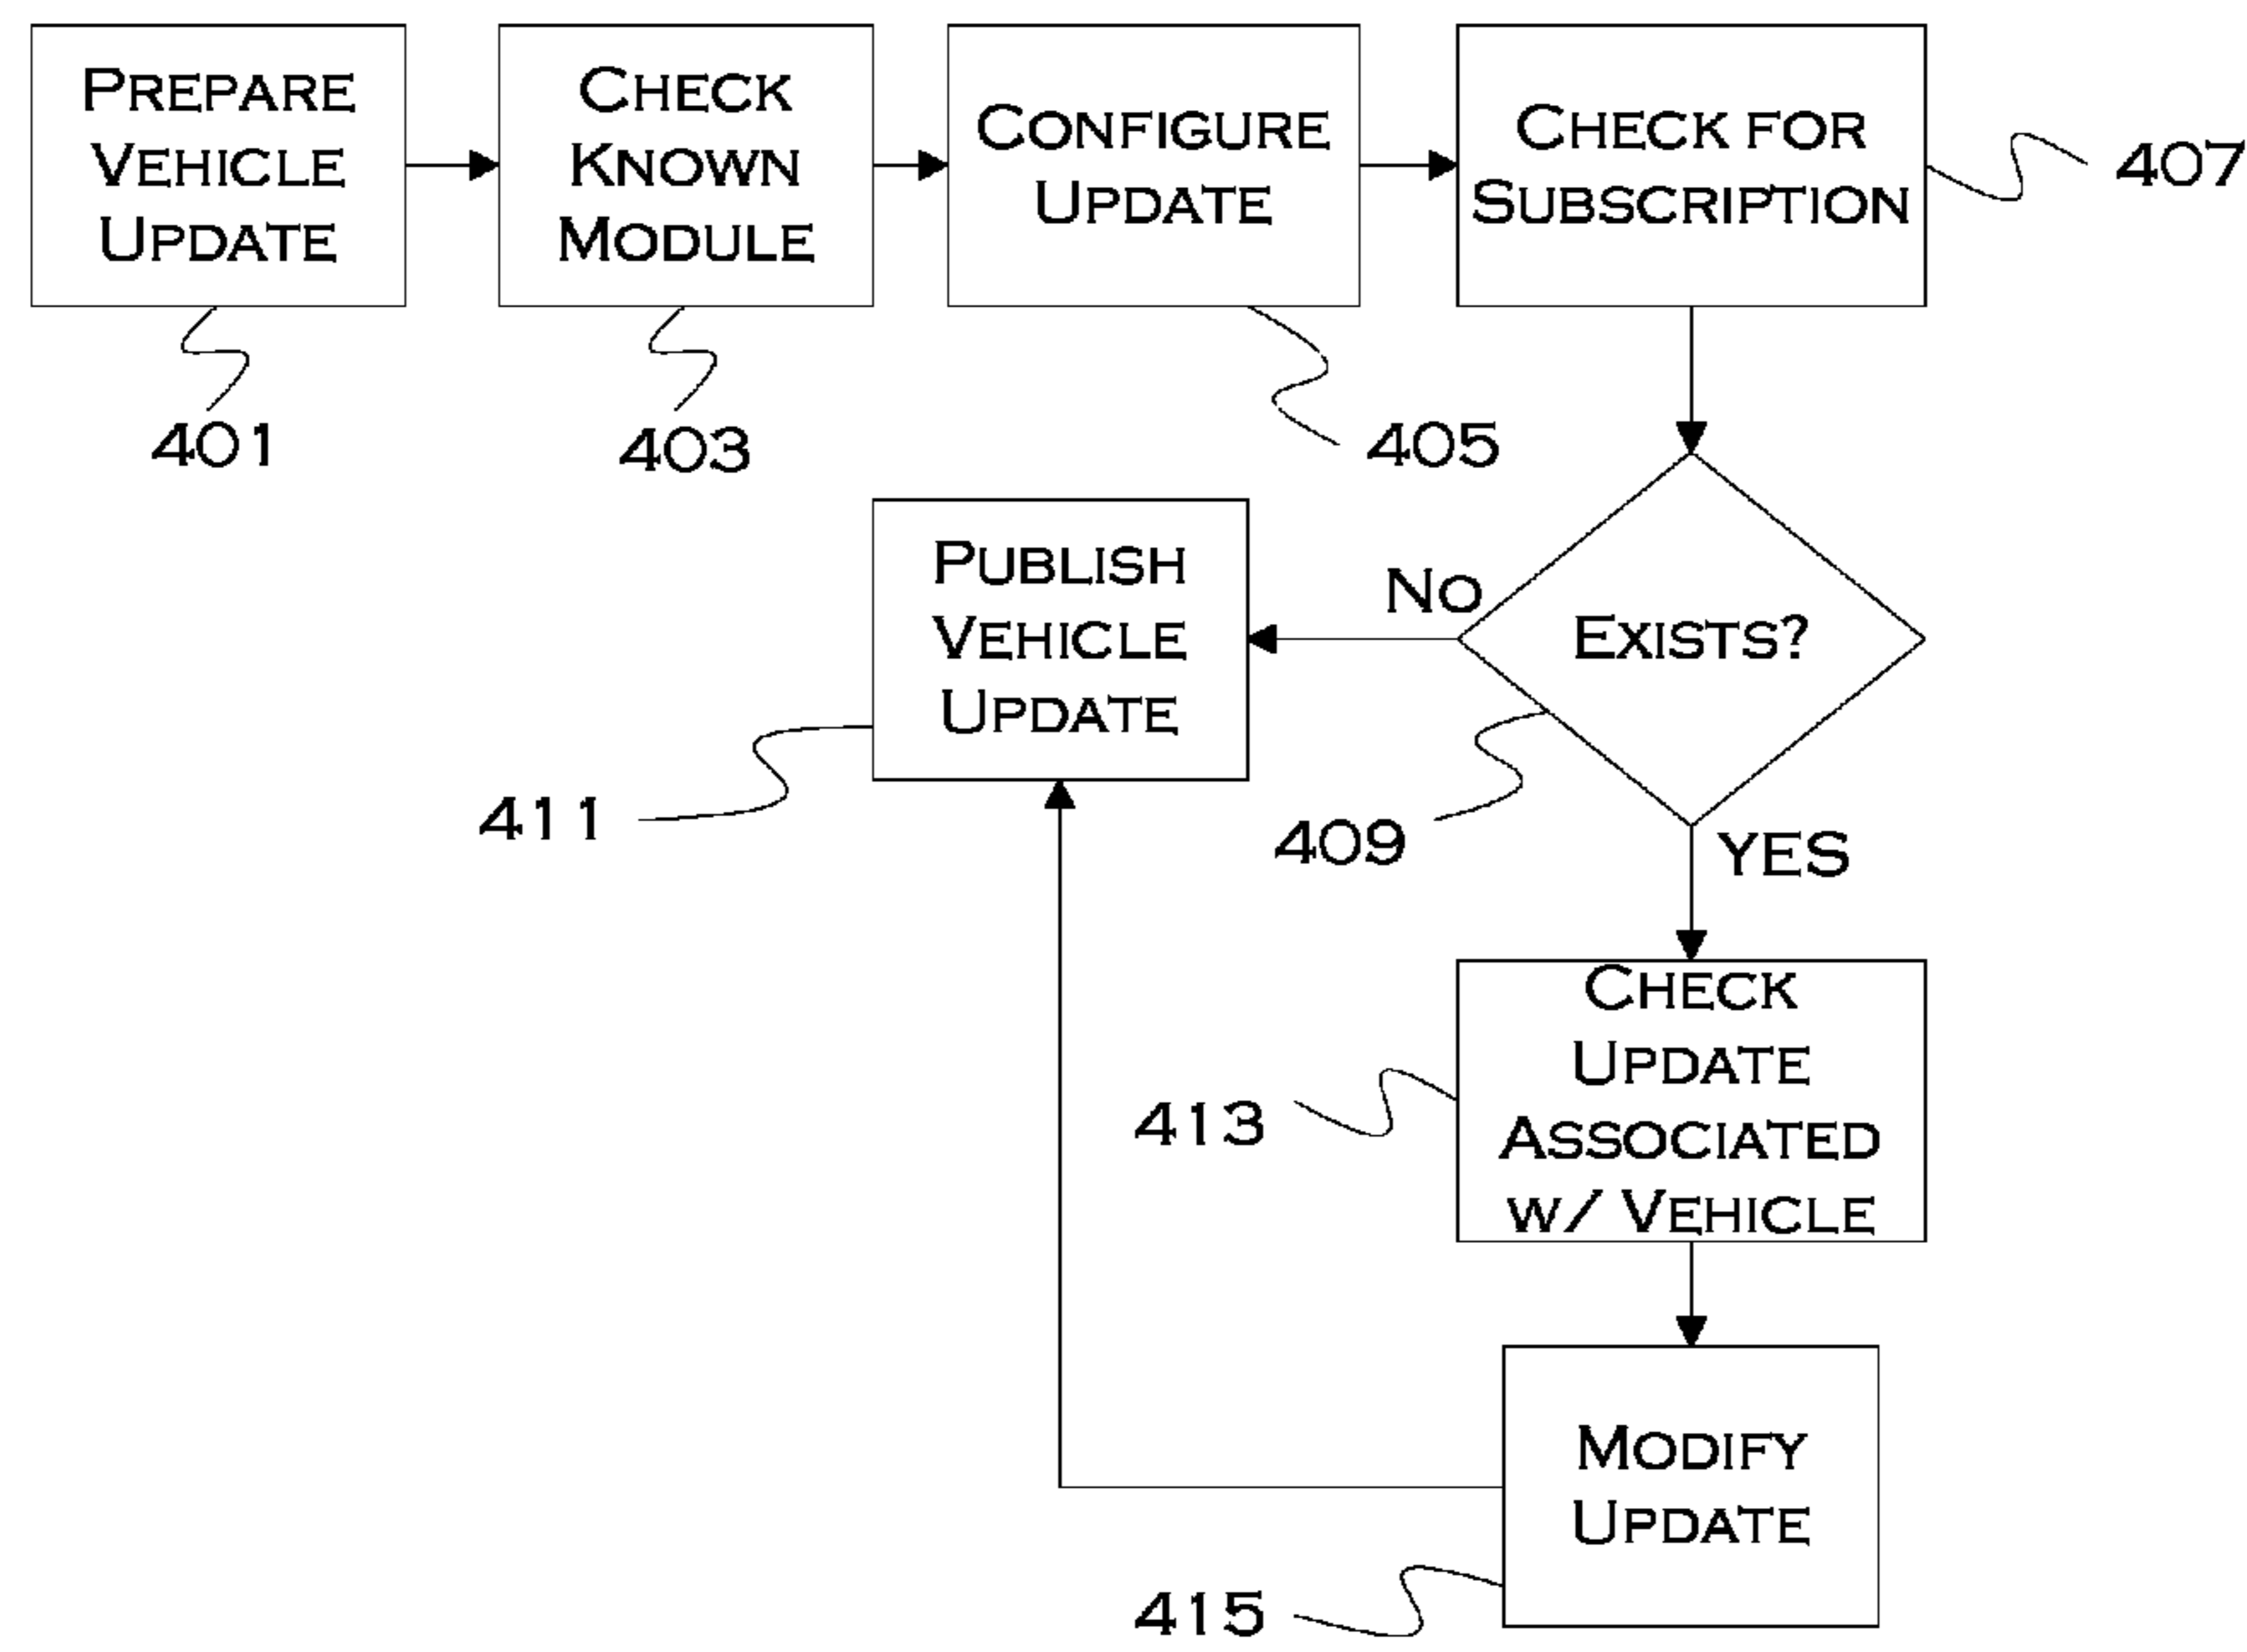 PREPARE
VEHICLE
UPDATE
CHECK
KNOWN
MODULE
CONFIGURE
UPDATE
CHECK FOR
SUBSCRIPTION
407
401
403
405
PUBLISH
VEHICLE
UPDATE
NO
EXISTS?
411
409
YES
CHECK
UPDATE
ASSOCIATED
W/ VEHICLE
413
MODIFY
UPDATE
415